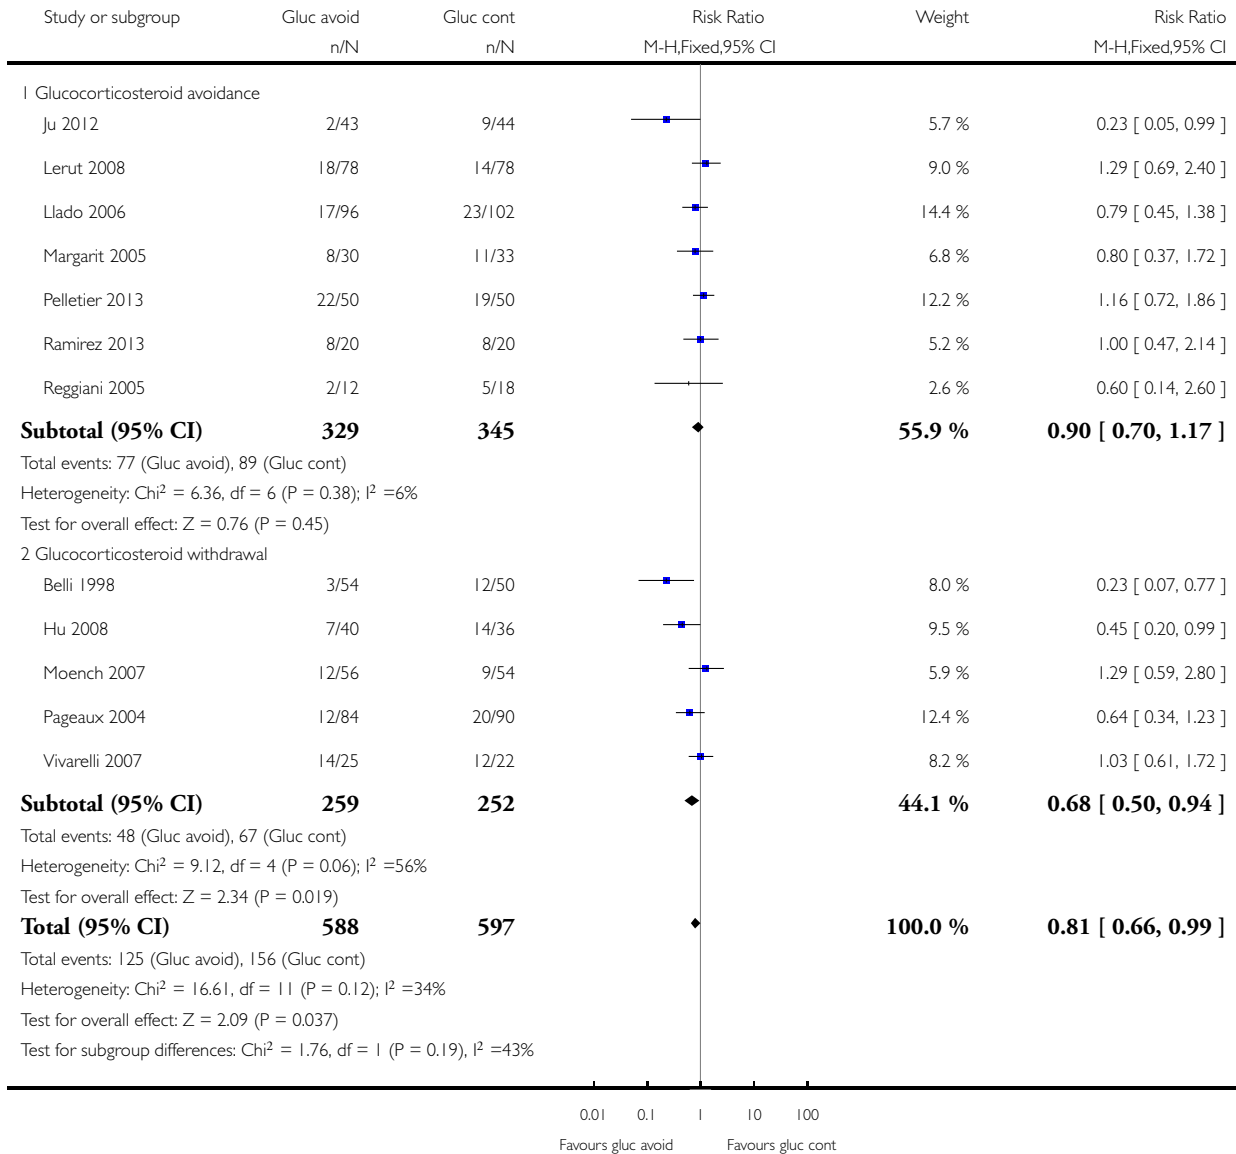 Study or subgroup Gluc avoid Gluc cont Risk Ratio Weight Risk Ratio
n/N n/N M-H,Fixed,95% CI M-H,Fixed,95% CI
1 Glucocorticosteroid avoidance
Ju 2012 2/43 9/44 5.7 % 0.23 [ 0.05, 0.99 ]
Lerut 2008 18/78 14/78 9.0 % 1.29 [ 0.69, 2.40 ]
Llado 2006 17/96 23/102 14.4 % 0.79 [ 0.45, 1.38 ]
Margarit 2005 8/30 11/33 6.8 % 0.80 [ 0.37, 1.72 ]
Pelletier 2013 22/50 19/50 12.2 % 1.16 [ 0.72, 1.86 ]
Ramirez 2013 8/20 8/20 5.2 % 1.00 [ 0.47, 2.14 ]
Reggiani 2005 2/12 5/18 2.6 % 0.60 [ 0.14, 2.60 ]
Subtotal (95% CI) 329 345 55.9 % 0.90 [ 0.70, 1.17 ]
Total events: 77 (Gluc avoid), 89 (Gluc cont)
Heterogeneity: Chi² = 6.36, df = 6 (P = 0.38); I² =6%
Test for overall effect: Z = 0.76 (P = 0.45)
2 Glucocorticosteroid withdrawal
Belli 1998 3/54 12/50 8.0 % 0.23 [ 0.07, 0.77 ]
Hu 2008 7/40 14/36 9.5 % 0.45 [ 0.20, 0.99 ]
Moench 2007 12/56 9/54 5.9 % 1.29 [ 0.59, 2.80 ]
Pageaux 2004 12/84 20/90 12.4 % 0.64 [ 0.34, 1.23 ]
Vivarelli 2007 14/25 12/22 8.2 % 1.03 [ 0.61, 1.72 ]
Subtotal (95% CI) 259 252 44.1 % 0.68 [ 0.50, 0.94 ]
Total events: 48 (Gluc avoid), 67 (Gluc cont)
Heterogeneity: Chi² = 9.12, df = 4 (P = 0.06); I² =56%
Test for overall effect: Z = 2.34 (P = 0.019)
Total (95% CI) 588 597 100.0 % 0.81 [ 0.66, 0.99 ]
Total events: 125 (Gluc avoid), 156 (Gluc cont)
Heterogeneity: Chi² = 16.61, df = 11 (P = 0.12); I² =34%
Test for overall effect: Z = 2.09 (P = 0.037)
Test for subgroup differences: Chi² = 1.76, df = 1 (P = 0.19), I² =43%
0.01 0.1 1 10 100
Favours gluc avoid Favours gluc cont